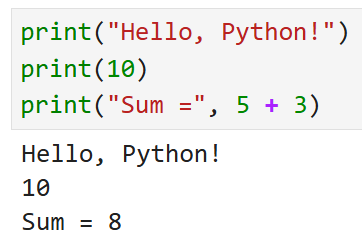 print("Hello, Python!")
print(10)
print("Sum =", 5 + 3)
Hello, Python!
10
Sum = 8